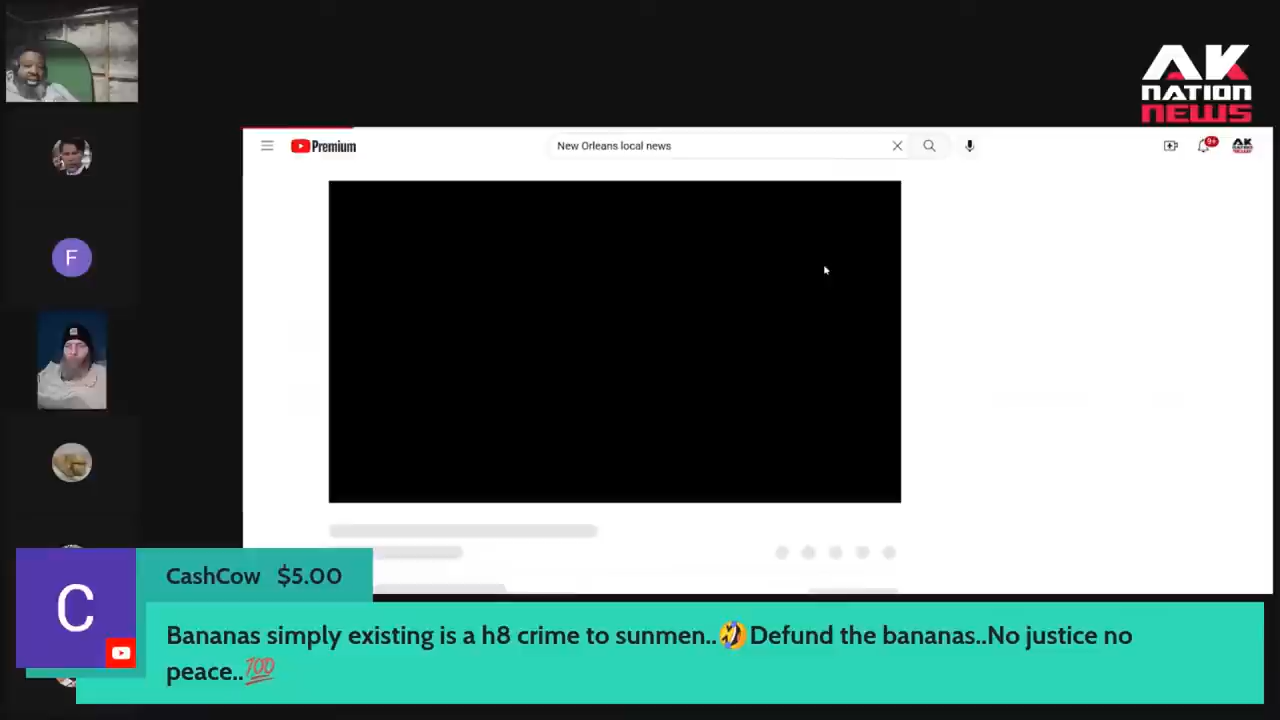 AK
NATION
NEWS
Premium
New Orleans local news
9+
F
C
CashCow $5.00
Bananas simply existing is a h8 crime to sunmen..🤣Defund the bananas..No justice no
peace..💯